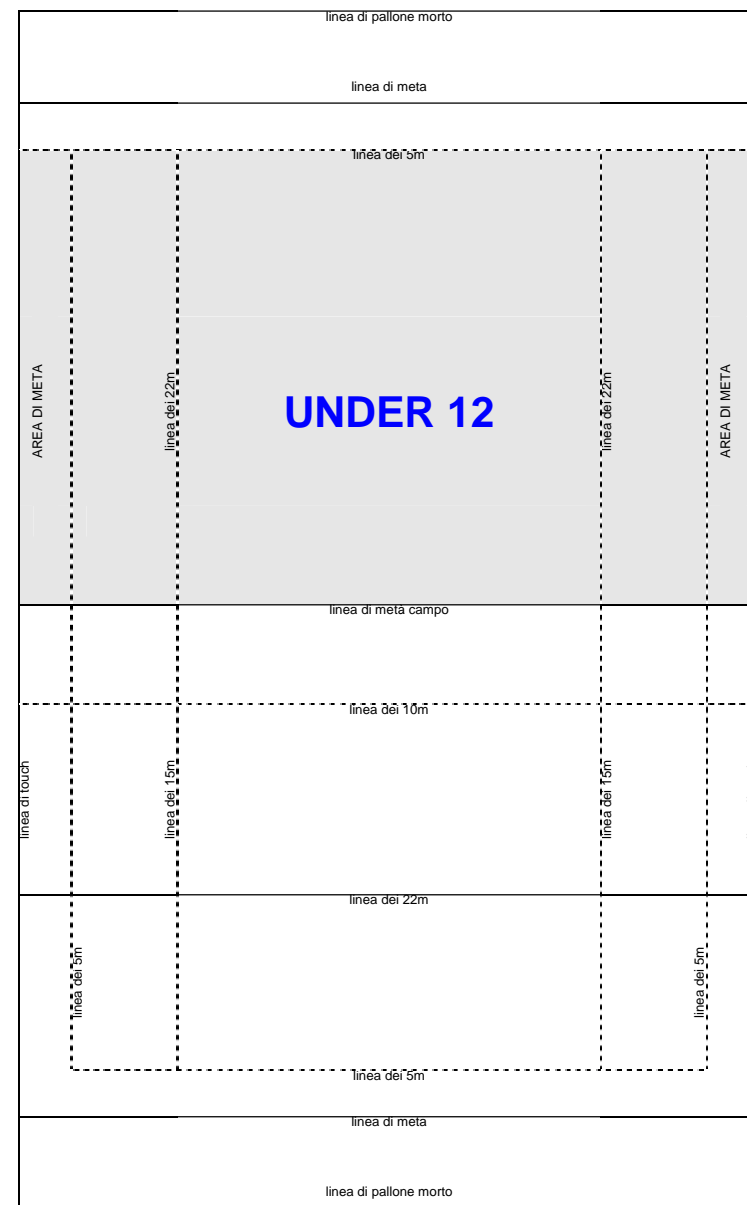 linea di pallone morto
linea di meta
linea dei 5m
AREA DI META
linea dei 22m
UNDER 12
linea dei 22m
AREA DI META
linea di metà campo
linea dei 10m
linea di touch
linea dei 15m
linea dei 15m
linea dei 22m
linea dei 5m
linea dei 5m
linea dei 5m
linea di meta
linea di pallone morto